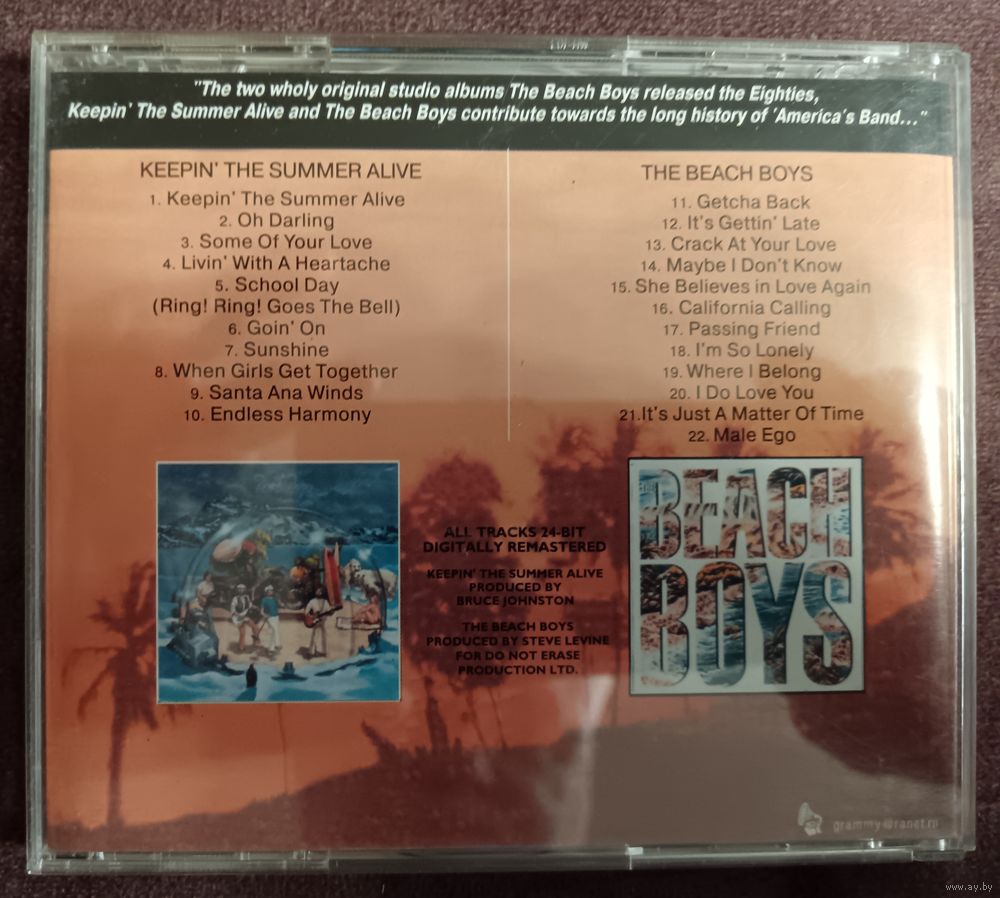 "The two wholy original studio albums The Beach Boys released the Eighties,
Keepin' The Summer Alive and The Beach Boys contribute towards the long history of 'America's Band..."
KEEPIN' THE SUMMER ALIVE
1. Keepin' The Summer Alive
2. Oh Darling
3. Some Of Your Love
4. Livin' With A Heartache
5. School Day
(Ring! Ring! Goes The Bell)
6. Goin' On
7. Sunshine
8. When Girls Get Together
9. Santa Ana Winds
10. Endless Harmony
THE BEACH BOYS
11. Getcha Back
12. It's Gettin' Late
13. Crack At Your Love
14. Maybe I Don't Know
15. She Believes in Love Again
16. California Calling
17. Passing Friend
18. I'm So Lonely
19. Where I Belong
20. I Do Love You
21.It's Just A Matter Of Time
22. Male Ego
ALL TRACKS 24-BIT
DIGITALLY REMASTERED
KEEPIN' THE SUMMER ALIVE
PRODUCED BY
BRUCE JOHNSTON
THE BEACH BOYS
PRODUCED BY STEVE LEVINE
FOR DO NOT ERASE
PRODUCTION LTD.
BEACH
BOYS
grammy@ranet.ru
www.ay.by